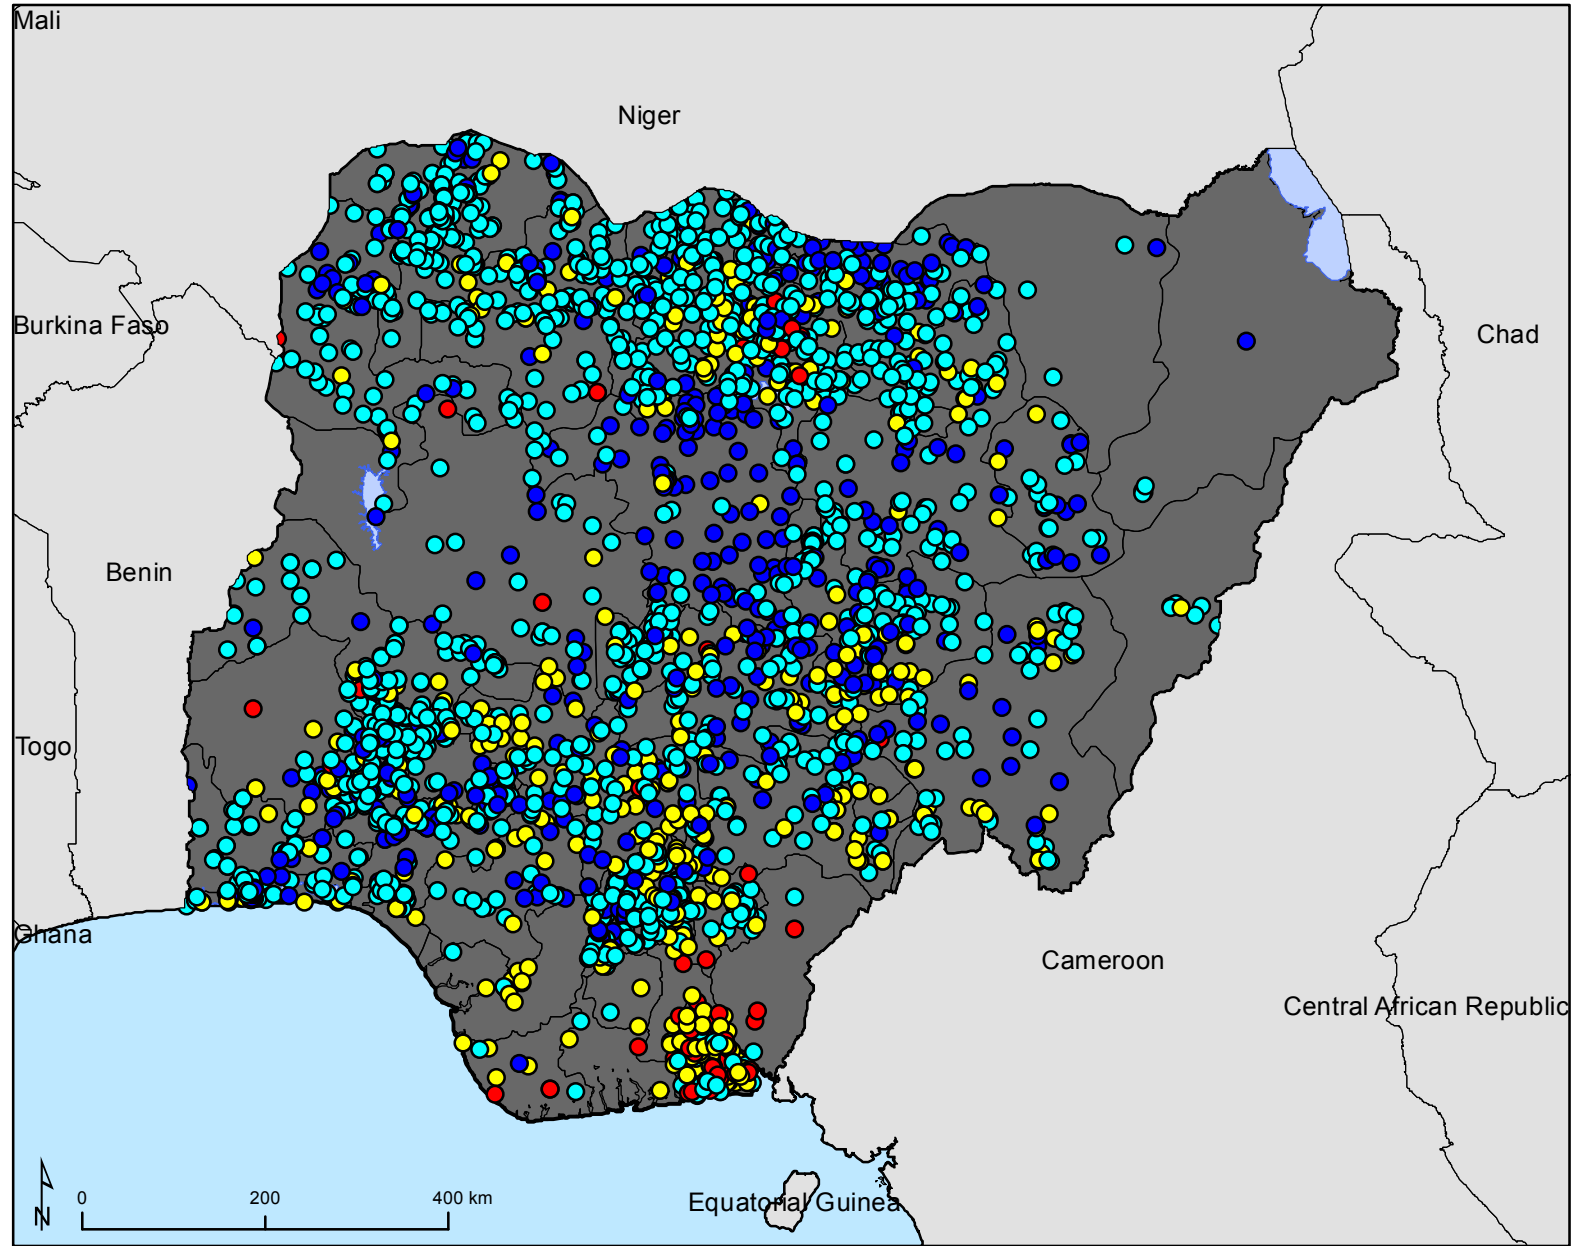 Mali
Niger
Burkina Faso
Chad
Benin
Togo
Ghana
Cameroon
Central African Republic
Equatorial Guinea
N
0 200 400 km